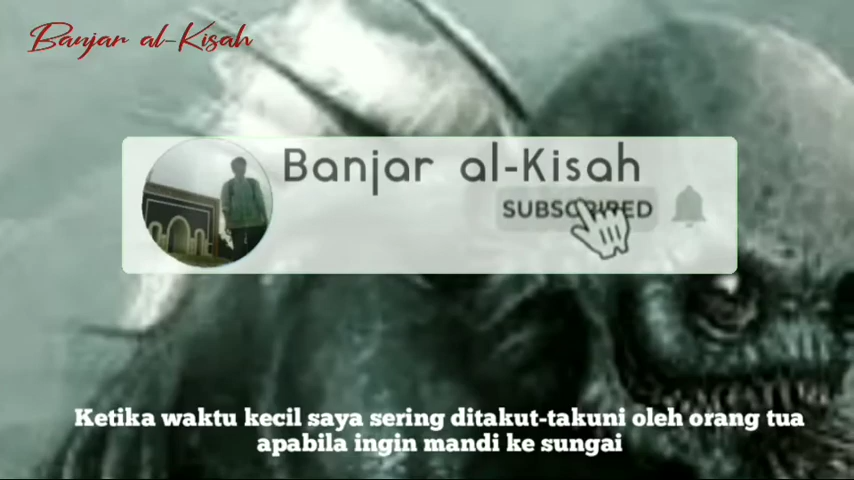 Banjar al-Kisah
Banjar al-Kisah
SUBSCRIBED
Ketika waktu kecil saya sering ditakut-takuni oleh orang tua
apabila ingin mandi ke sungai